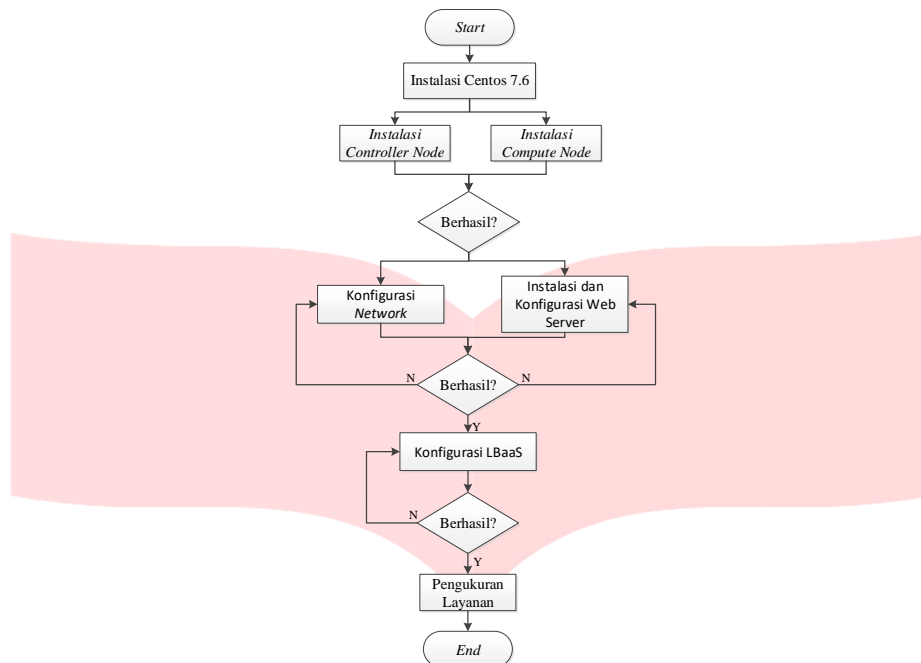 Start
Instalasi Centos 7.6
Instalasi
Controller Node
Instalasi
Compute Node
Berhasil?
Konfigurasi
Network
Instalasi dan
Konfigurasi Web
Server
N
Berhasil?
N
Y
Konfigurasi LBaaS
N
Berhasil?
Y
Pengukuran
Layanan
End